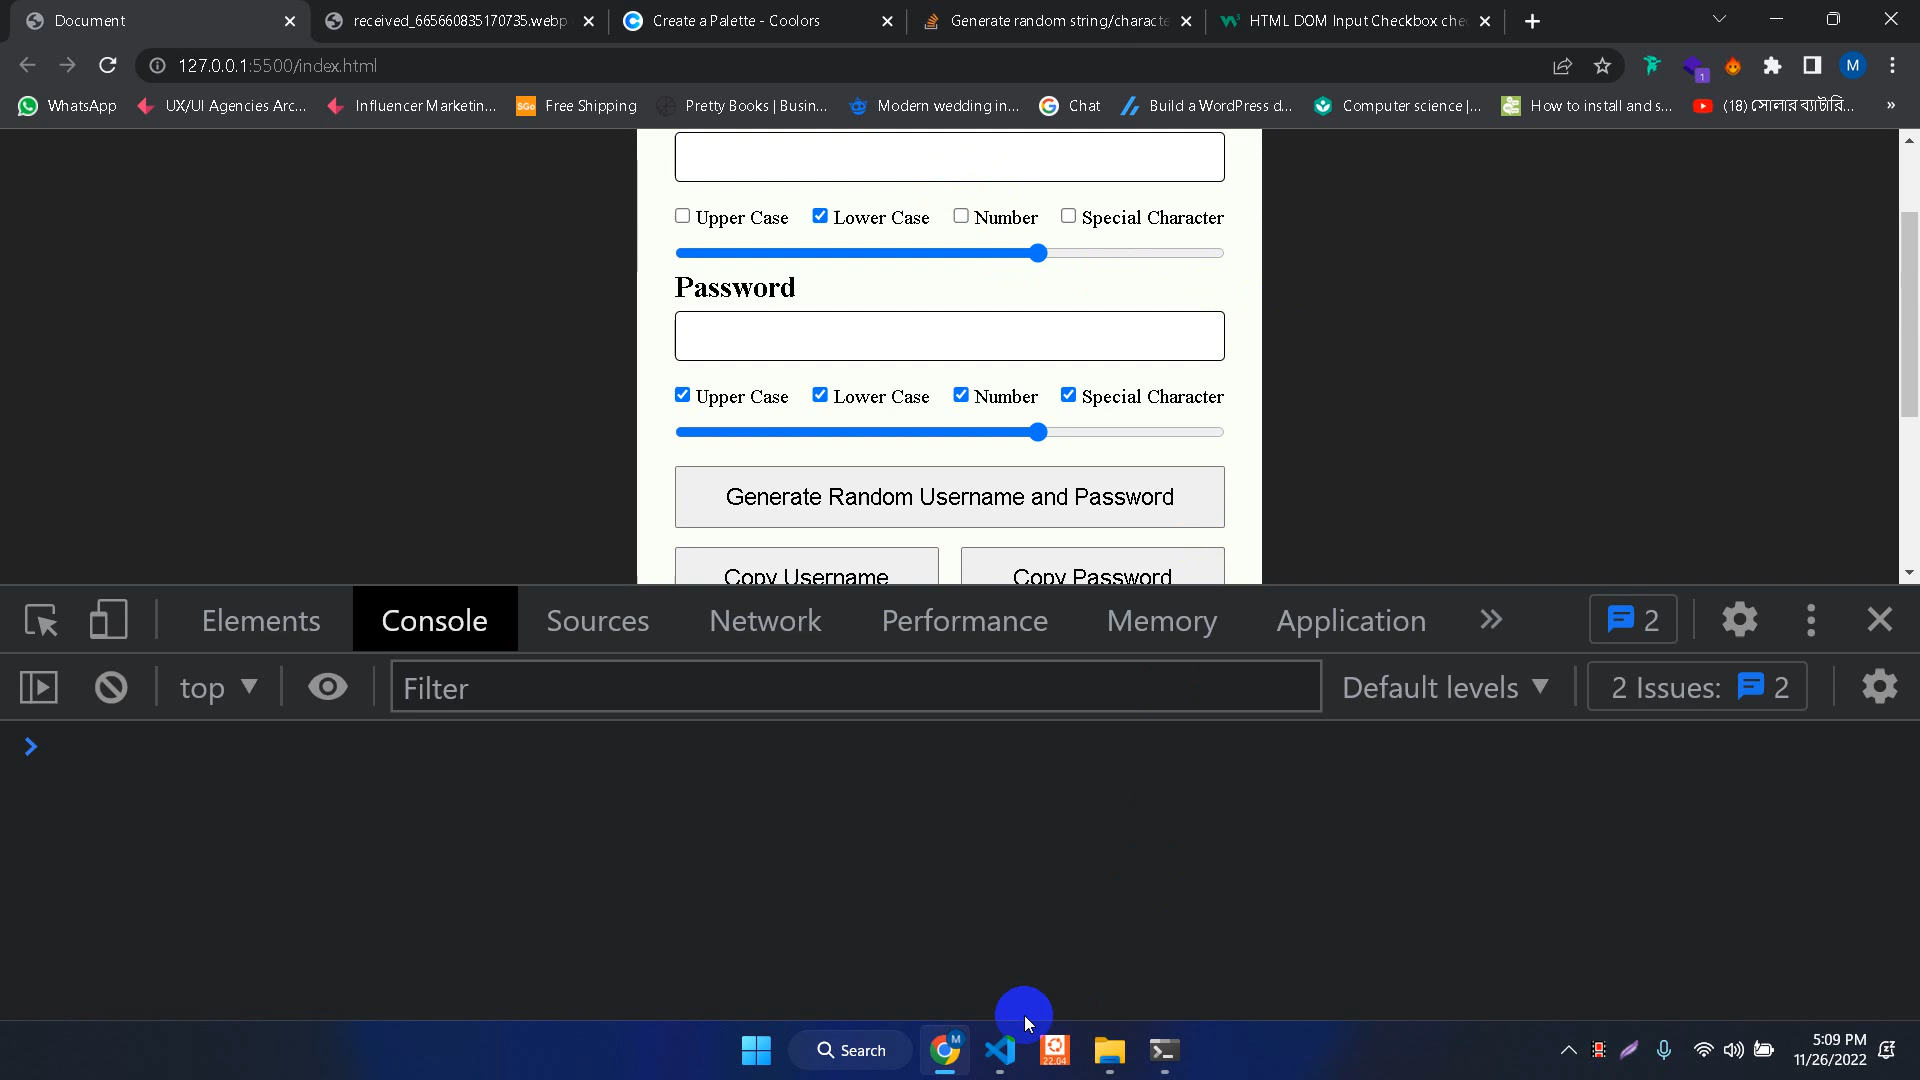 Document
received_665660835170735.webp
Create a Palette - Coolors
Generate random string/characte
HTML DOM Input Checkbox che
127.0.0.1:5500/index.html
M
1
WhatsApp
UX/UI Agencies Arc...
Influencer Marketin...
SGo
Free Shipping
Pretty Books | Busin...
Modern wedding in...
Chat
Build a WordPress d...
Computer science |...
How to install and s...
(18) সোলার ব্যাটারি...
»
Upper Case
Lower Case
Number
Special Character
Password
Upper Case
Lower Case
Number
Special Character
Generate Random Username and Password
Copy Username
Copy Password
Elements
Console
Sources
Network
Performance
Memory
Application
2
top
Filter
Default levels
2 Issues:
2
Search
M
22.04
5:09 PM
11/26/2022